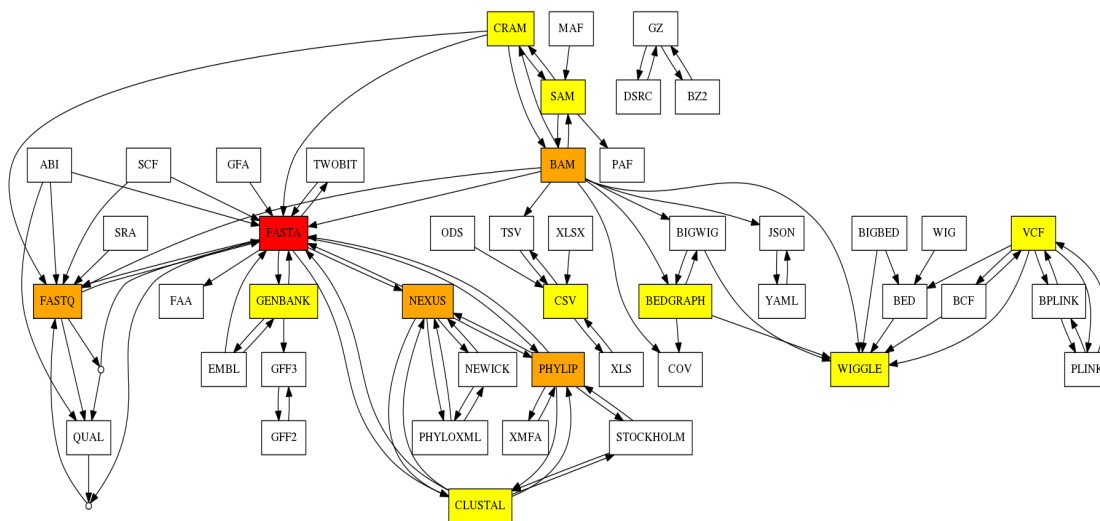 CRAM
MAF
GZ
SAM
DSRC
BZ2
ABI
SCF
GFA
TWOBIT
BAM
PAF
SRA
FASTA
ODS
TSV
XLSX
BIGWIG
JSON
BIGBED
WIG
VCF
FASTQ
FAA
GENBANK
NEXUS
CSV
BEDGRAPH
YAML
BED
BCF
BPLINK
EMBL
GFF3
NEWICK
PHYLIP
XLS
COV
WIGGLE
PLINK
QUAL
GFF2
PHYLOXML
XMFA
STOCKHOLM
CLUSTAL